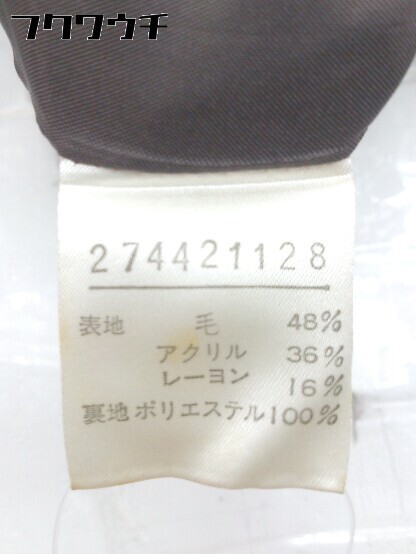 フクワウチ
274421128
表地 毛 48%
アクリル 36%
レーヨン 16%
裏地 ポリエステル 100%